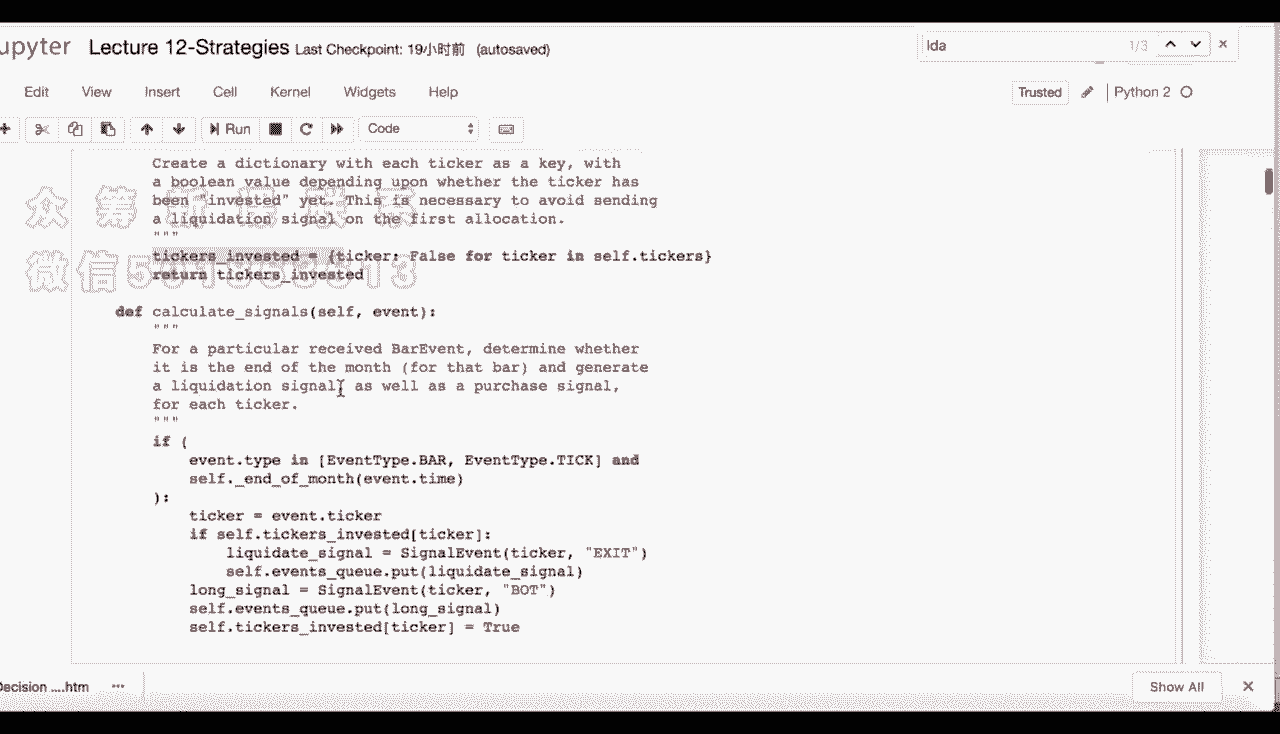 upyter Lecture 12-Strategies Last Checkpoint: 19小时前 (autosaved)
lda 1/3
Edit View Insert Cell Kernel Widgets Help
Trusted Python 2
Run Code
Create a dictionary with each ticker as a key, with
a boolean value depending upon whether the ticker has
been "invested" yet. This is necessary to avoid sending
a liquidation signal on the first allocation.
"""
tickers_invested = {ticker: False for ticker in self.tickers}
return tickers_invested
def calculate_signals(self, event):
"""
For a particular received BarEvent, determine whether
it is the end of the month (for that bar) and generate
a liquidation signal, as well as a purchase signal,
for each ticker.
"""
if (
event.type in [EventType.BAR, EventType.TICK] and
self._end_of_month(event.time)
):
ticker = event.ticker
if self.tickers_invested[ticker]:
liquidate_signal = SignalEvent(ticker, "EXIT")
self.events_queue.put(liquidate_signal)
long_signal = SignalEvent(ticker, "BOT")
self.events_queue.put(long_signal)
self.tickers_invested[ticker] = True
Decision ....htm
Show All
众筹
微信